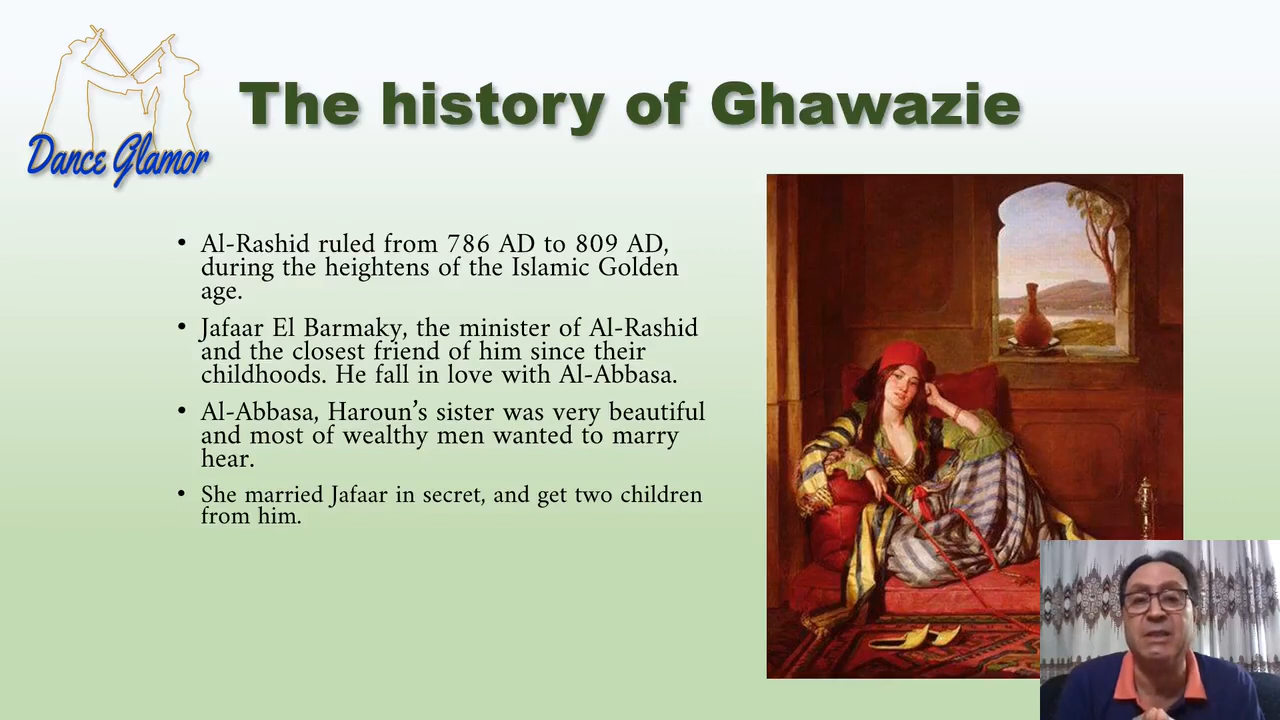 Dance Glamor
The history of Ghawazie
• Al-Rashid ruled from 786 AD to 809 AD,
during the heightens of the Islamic Golden
age.
• Jafaar El Barmaky, the minister of Al-Rashid
and the closest friend of him since their
childhoods. He fall in love with Al-Abbasa.
• Al-Abbasa, Haroun’s sister was very beautiful
and most of wealthy men wanted to marry
hear.
• She married Jafaar in secret, and get two children
from him.